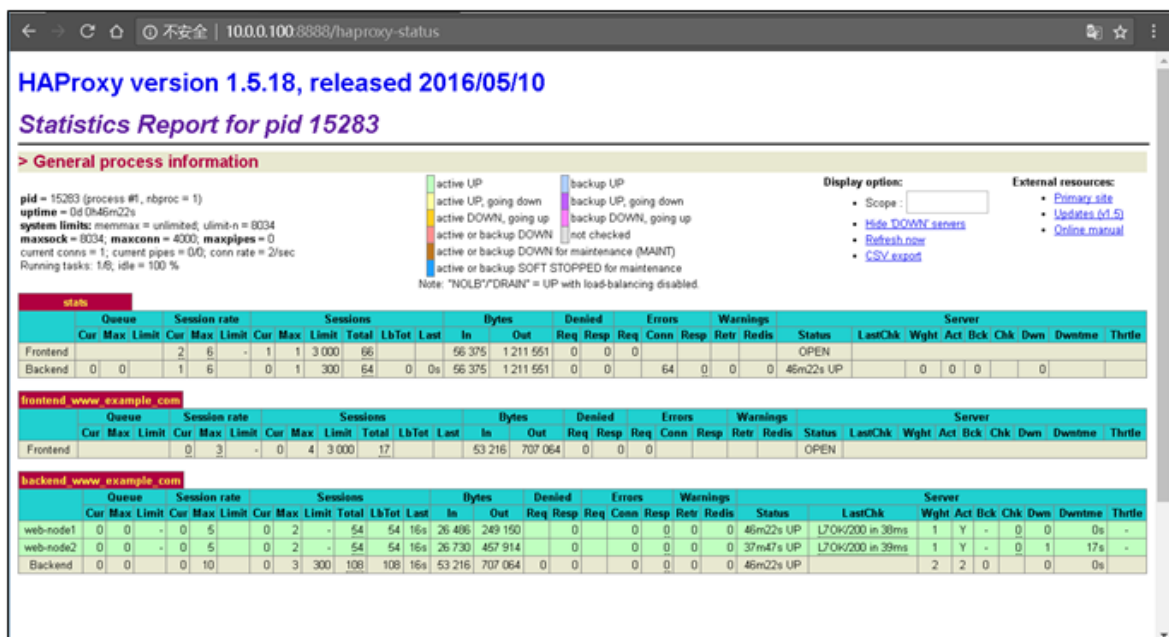 不安全 | 10.0.0.100:8888/haproxy-status
HAProxy version 1.5.18, released 2016/05/10
Statistics Report for pid 15283
> General process information
pid = 15283 (process #1, nbproc = 1)
uptime = 0d 0h46m22s
system limits: memmax = unlimited; ulimit-n = 8034
maxsock = 8034; maxconn = 4000; maxpipes = 0
current conns = 1; current pipes = 0/0; conn rate = 2/sec
Running tasks: 1/8; idle = 100 %
active UP backup UP
active UP, going down backup UP, going down
active DOWN, going up backup DOWN, going up
active or backup DOWN not checked
active or backup DOWN for maintenance (MAINT)
active or backup SOFT STOPPED for maintenance
Note: "NOLB"/"DRAIN" = UP with load-balancing disabled.
Display option:
• Scope :
• Hide 'DOWN' servers
• Refresh now
• CSV export
External resources:
• Primary site
• Updates (v1.5)
• Online manual
stats
Queue Session rate Sessions Bytes Denied Errors Warnings Server
Cur Max Limit Cur Max Limit Cur Max Limit Total LbTot Last In Out Req Resp Req Conn Resp Retr Redis Status LastChk Wght Act Bck Chk Dwn Dwntme Thrtle
Frontend 2 6 - 1 1 3 000 66 56 375 1 211 551 0 0 0 OPEN
Backend 0 0 1 6 0 1 300 64 0 0s 56 375 1 211 551 0 0 64 0 0 0 46m22s UP 0 0 0 0
frontend_www_example_com
Queue Session rate Sessions Bytes Denied Errors Warnings Server
Cur Max Limit Cur Max Limit Cur Max Limit Total LbTot Last In Out Req Resp Req Conn Resp Retr Redis Status LastChk Wght Act Bck Chk Dwn Dwntme Thrtle
Frontend 0 3 - 0 4 3 000 17 53 216 707 064 0 0 0 OPEN
backend_www_example_com
Queue Session rate Sessions Bytes Denied Errors Warnings Server
Cur Max Limit Cur Max Limit Cur Max Limit Total LbTot Last In Out Req Resp Req Conn Resp Retr Redis Status LastChk Wght Act Bck Chk Dwn Dwntme Thrtle
web-node1 0 0 - 0 5 0 2 - 54 54 16s 26 486 249 150 0 0 0 0 0 46m22s UP L7OK/200 in 38ms 1 Y - 0 0 0s -
web-node2 0 0 - 0 5 0 2 - 54 54 16s 26 730 457 914 0 0 0 0 0 37m47s UP L7OK/200 in 39ms 1 Y - 0 1 17s -
Backend 0 0 0 10 0 3 300 108 108 16s 53 216 707 064 0 0 0 0 0 0 46m22s UP 2 2 0 0 0s